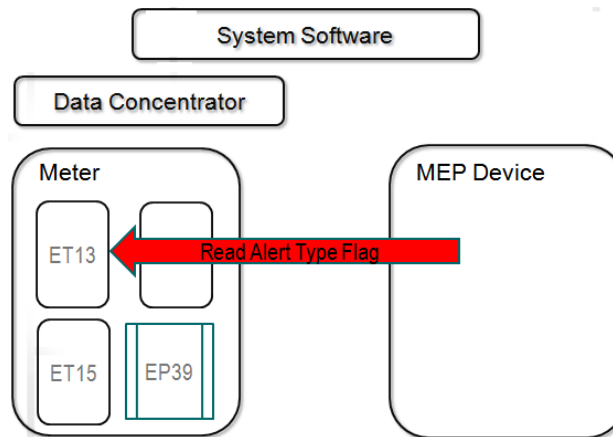 System Software
Data Concentrator
Meter
MEP Device
ET13
Read Alert Type Flag
ET15
EP39